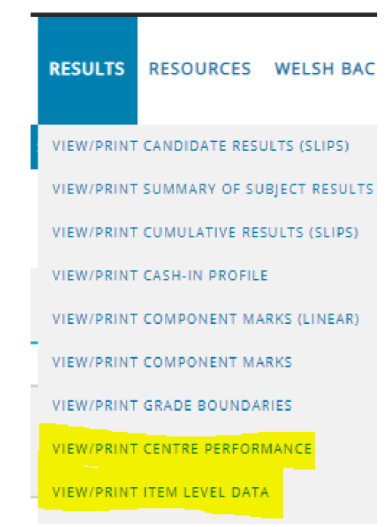 RESULTS RESOURCES WELSH BAC
VIEW/PRINT CANDIDATE RESULTS (SLIPS)
VIEW/PRINT SUMMARY OF SUBJECT RESULTS
VIEW/PRINT CUMULATIVE RESULTS (SLIPS)
VIEW/PRINT CASH-IN PROFILE
VIEW/PRINT COMPONENT MARKS (LINEAR)
VIEW/PRINT COMPONENT MARKS
VIEW/PRINT GRADE BOUNDARIES
VIEW/PRINT CENTRE PERFORMANCE
VIEW/PRINT ITEM LEVEL DATA